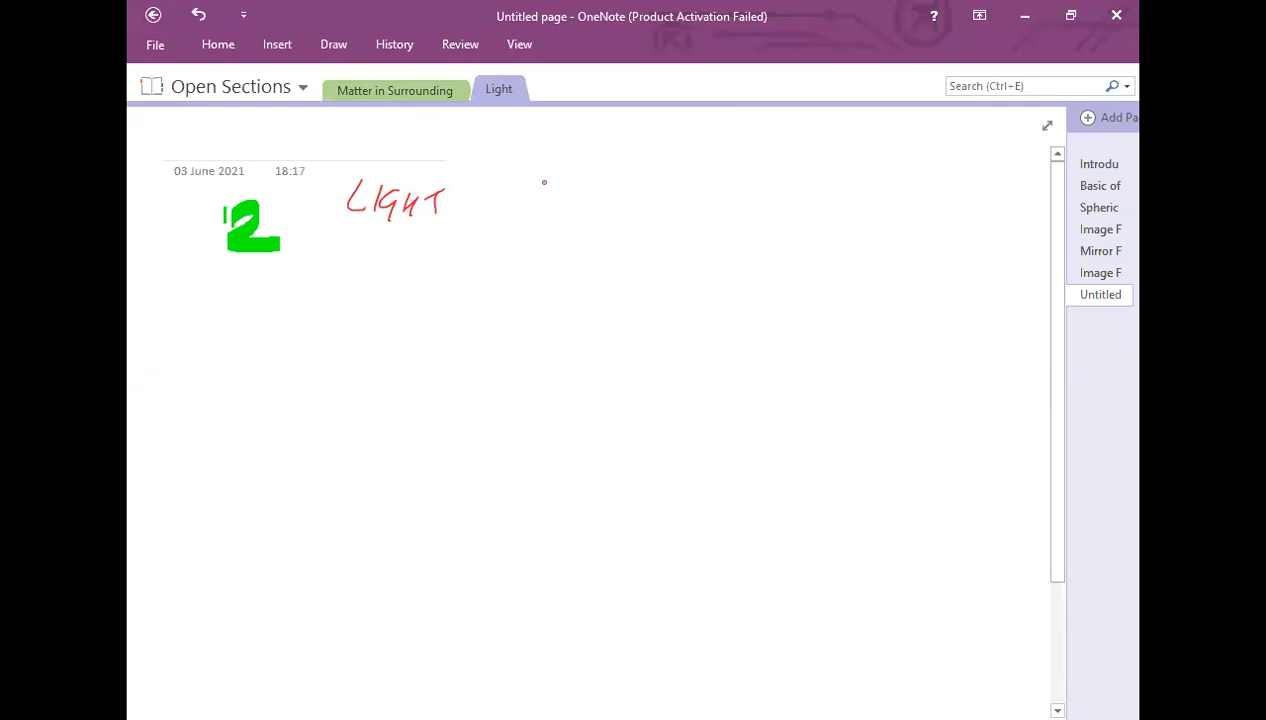 Untitled page - OneNote (Product Activation Failed)
?
File Home Insert Draw History Review View
Open Sections Matter in Surrounding Light Search (Ctrl+E)
Add Pa
03 June 2021 18:17
2 LIGHT
Introdu
Basic of
Spheric
Image F
Mirror F
Image F
Untitled